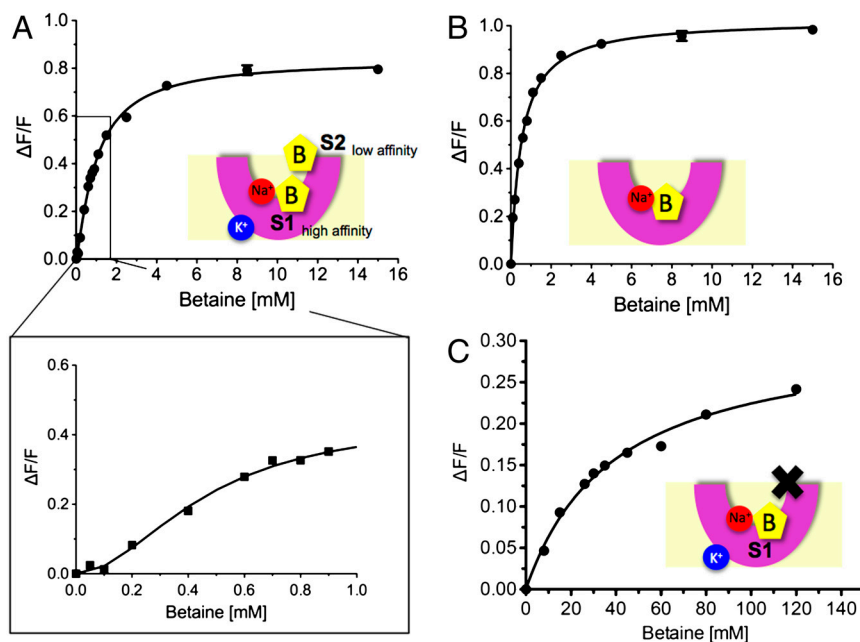 A
1.0
0.8
0.6
0.4
0.2
0.0
ΔF/F
0 2 4 6 8 10 12 14 16
Betaine [mM]
B
S2 low affinity
Na⁺
B
K⁺
S1 high affinity
B
1.0
0.8
0.6
0.4
0.2
0.0
ΔF/F
0 2 4 6 8 10 12 14 16
Betaine [mM]
Na⁺
B
0.6
0.4
0.2
0.0
ΔF/F
0.0 0.2 0.4 0.6 0.8 1.0
Betaine [mM]
C
0.25
0.20
0.15
0.10
0.05
0.00
ΔF/F
0 20 40 60 80 100 120 140
Betaine [mM]
Na⁺
B
K⁺
S1